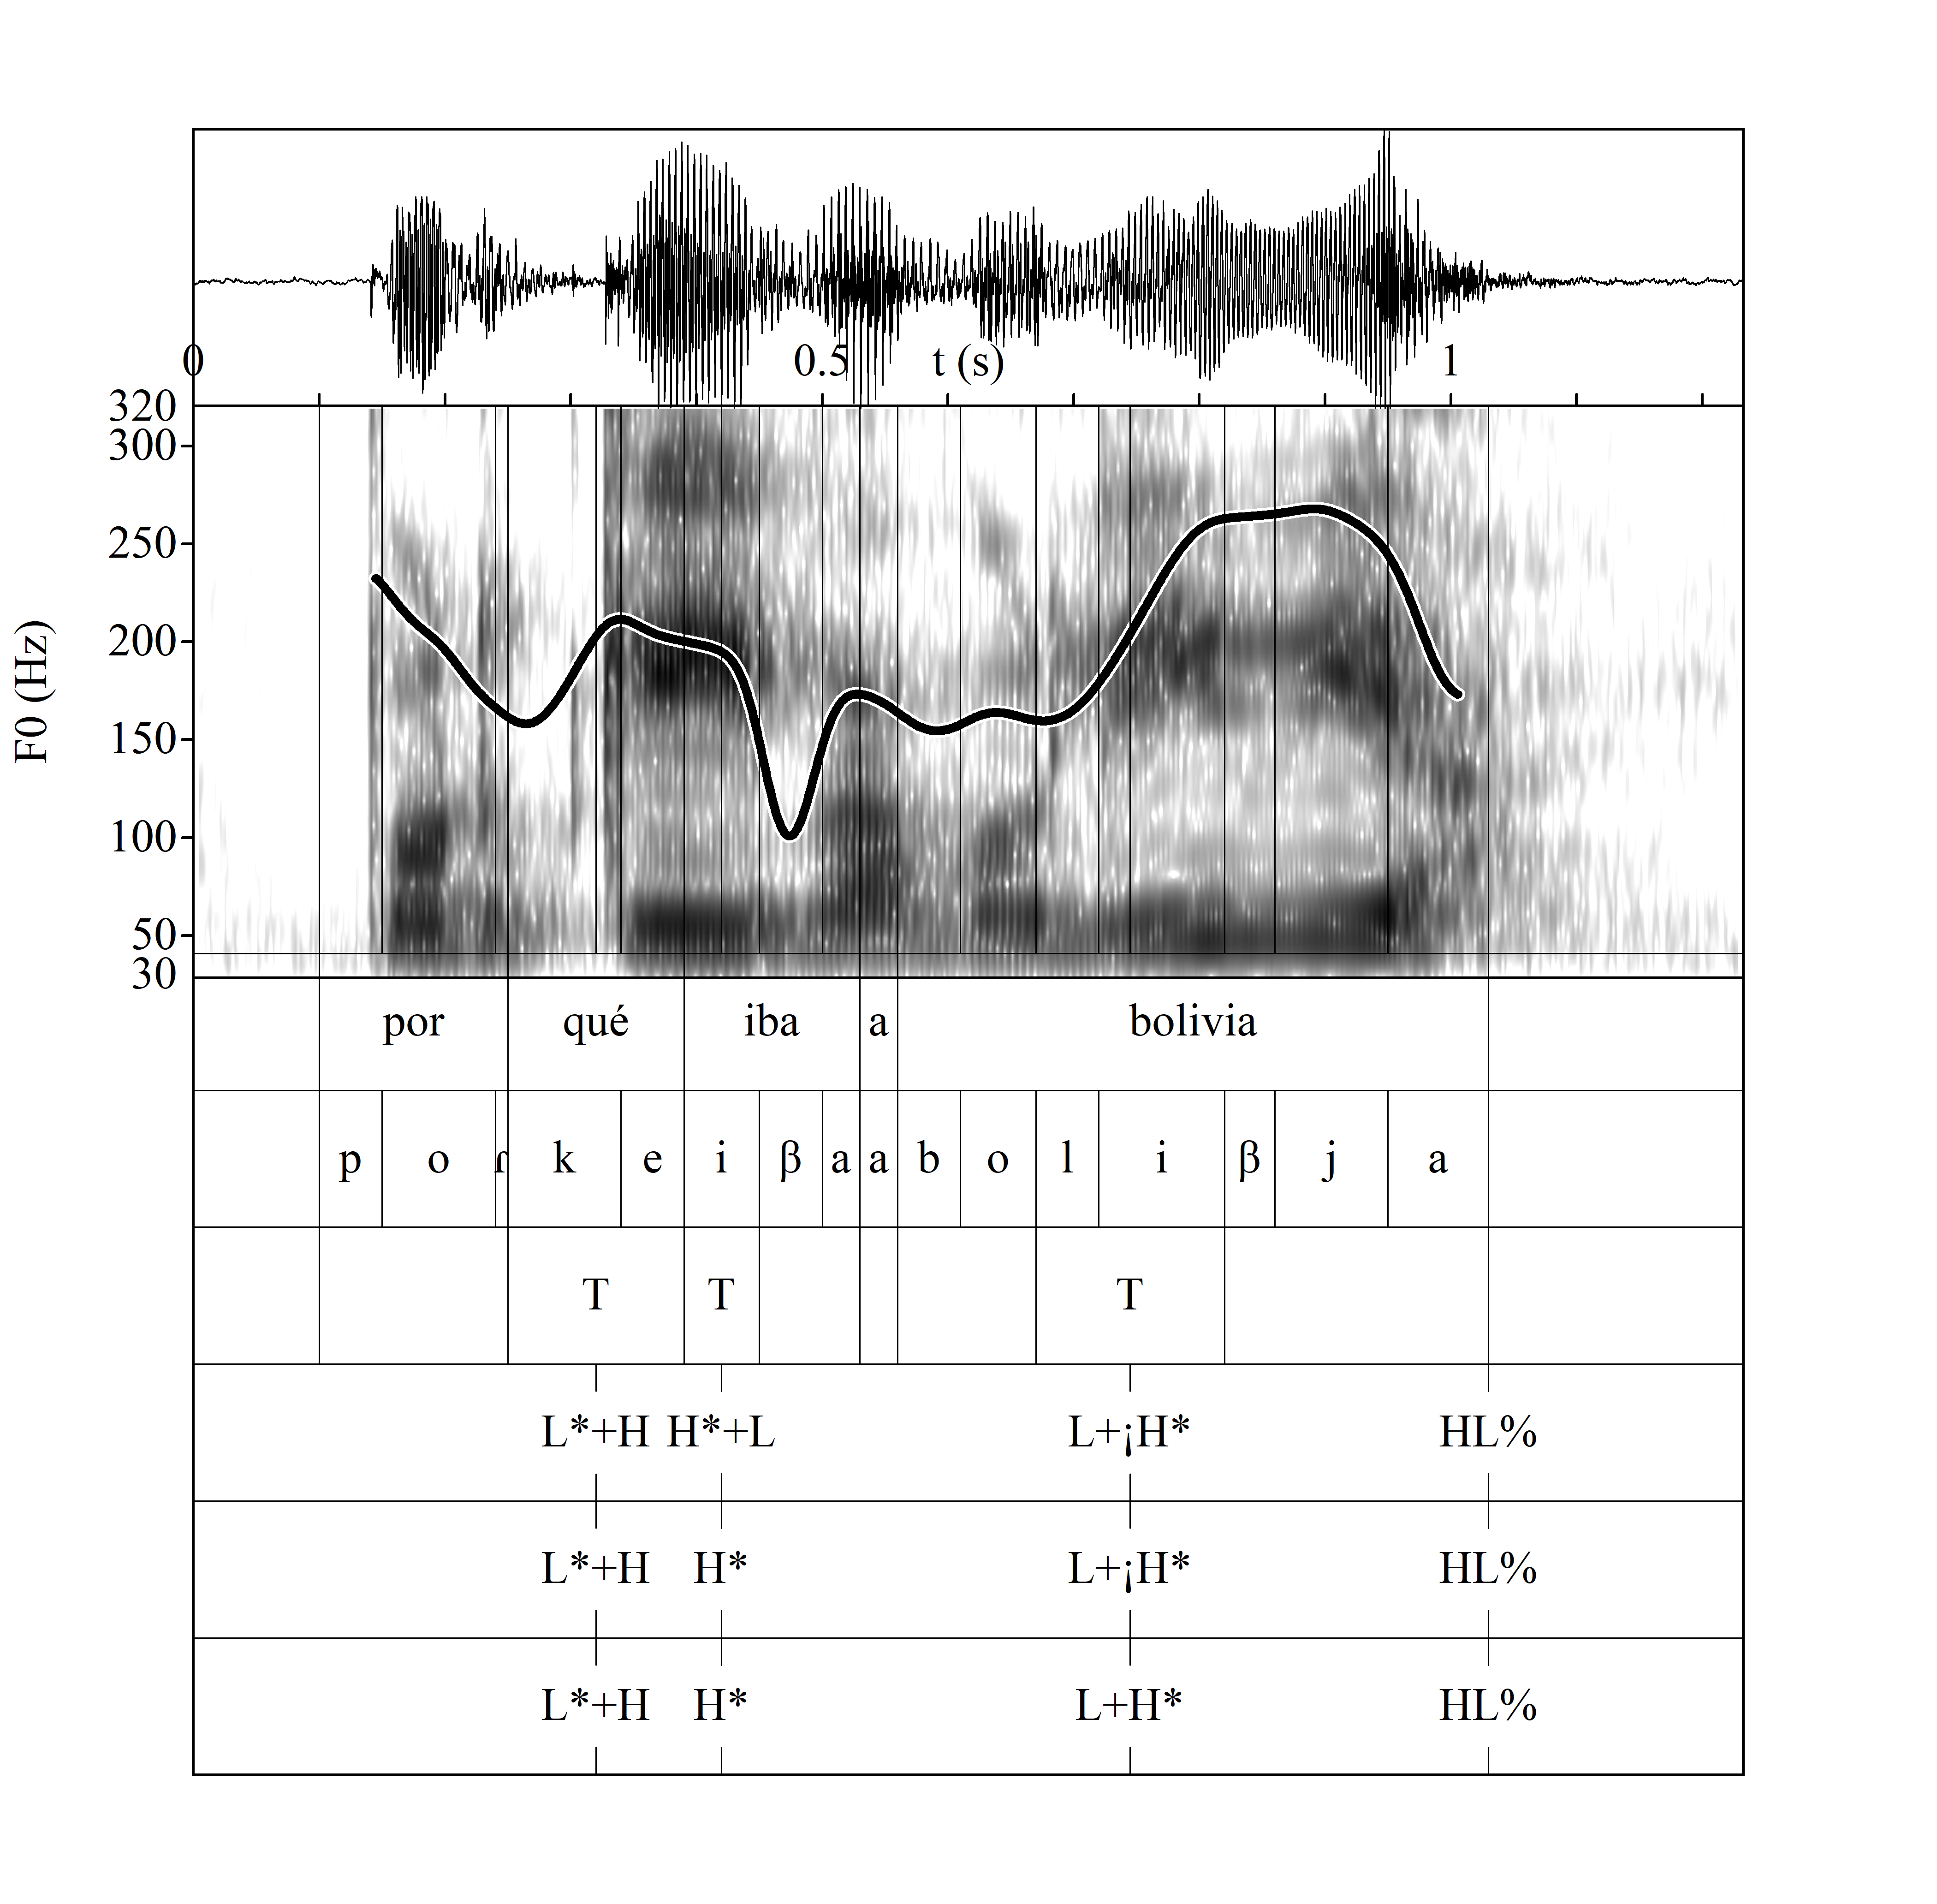 0 0.5 t (s) 1
320
300
250
200
150
100
50
30
F0 (Hz)
por qué iba a bolivia
p o ɾ k e i β a a b o l i β j a
T T T
L*+H H*+L L+¡H* HL%
L*+H H* L+¡H* HL%
L*+H H* L+H* HL%